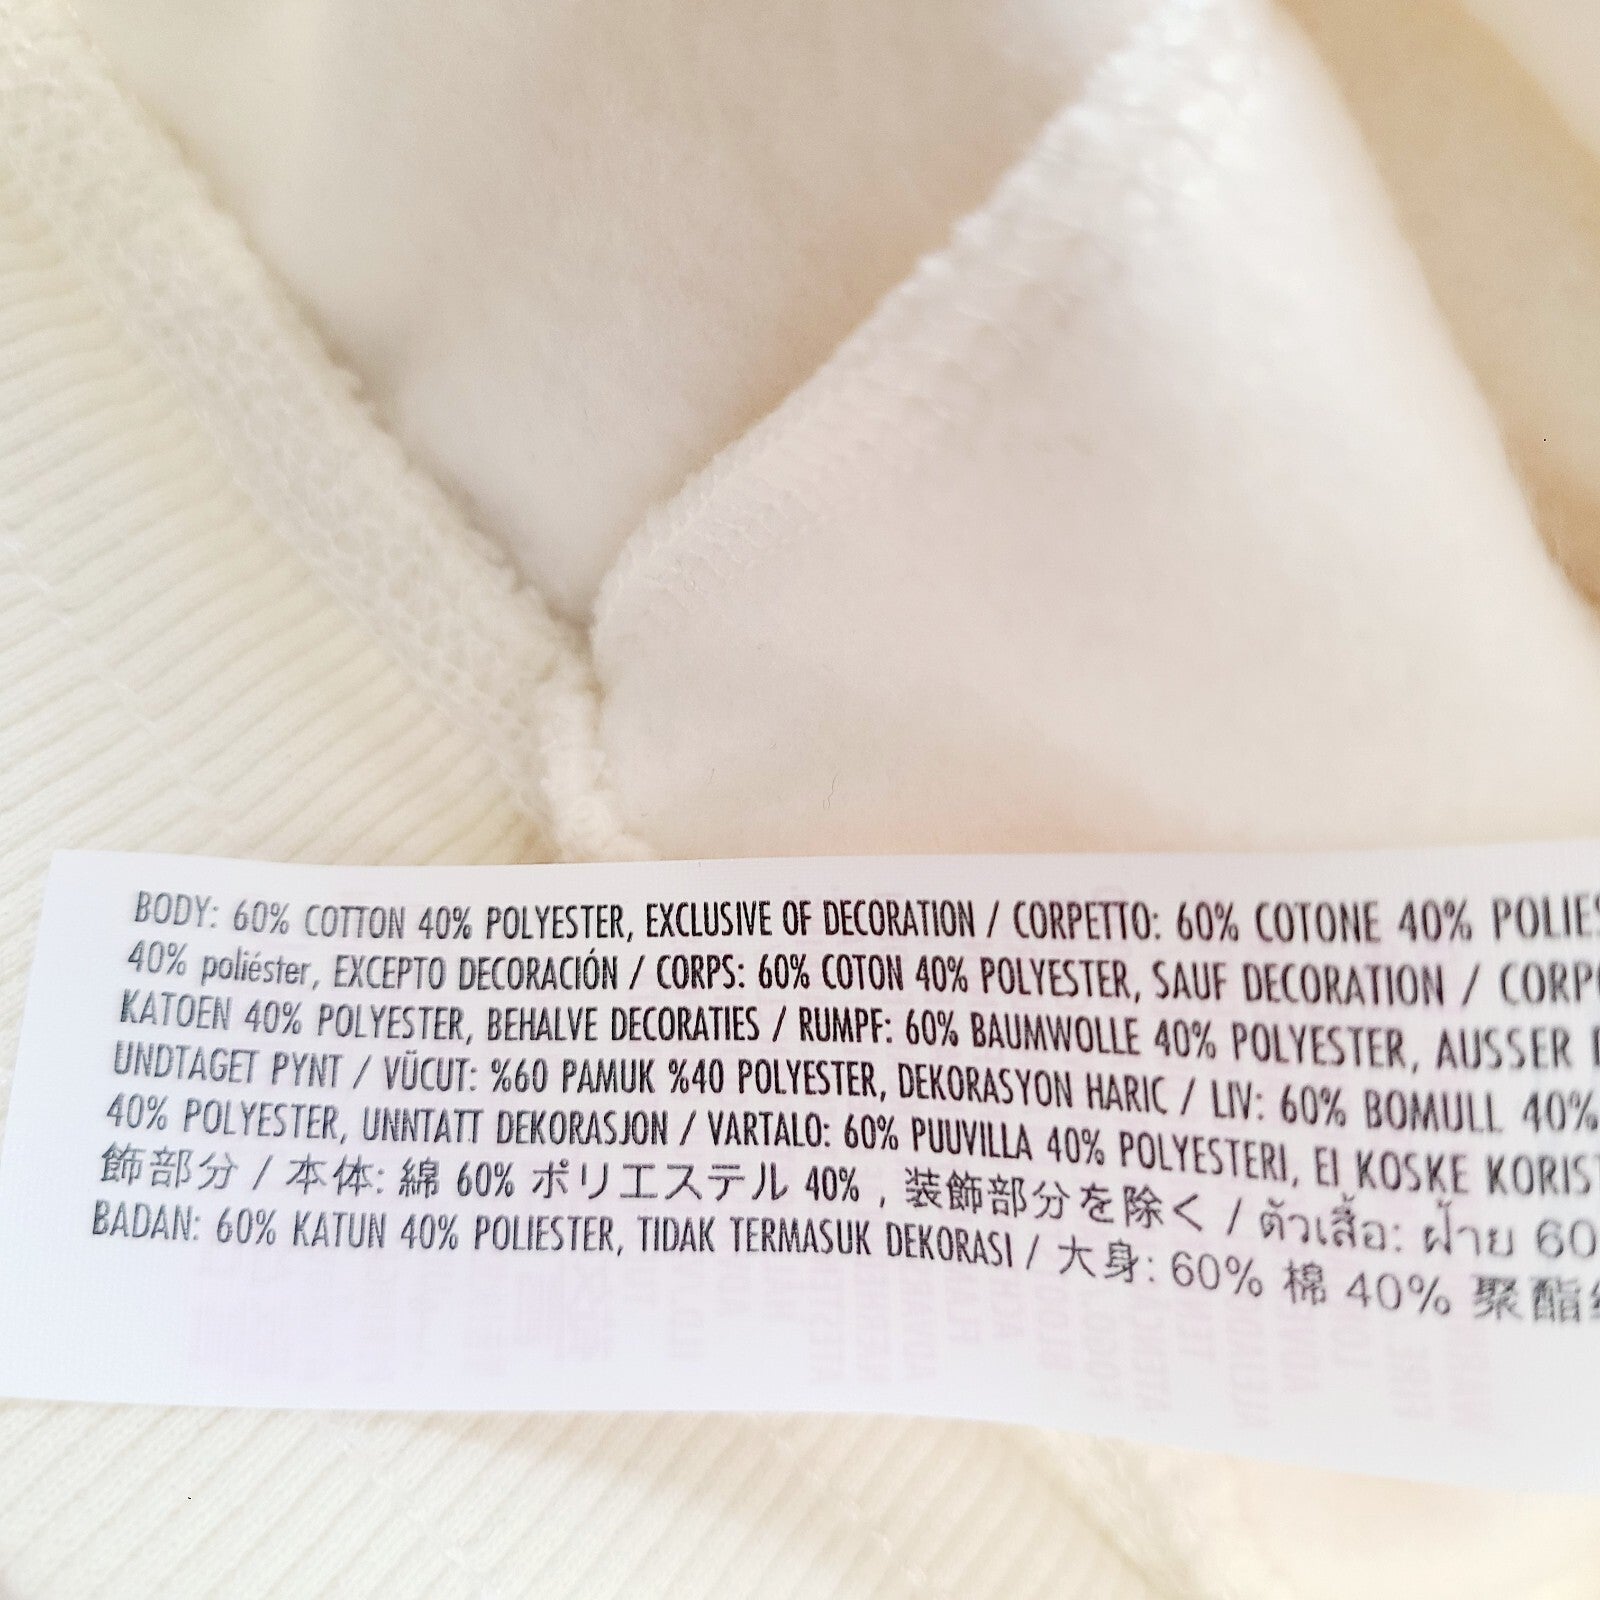 BODY: 60% COTTON 40% POLYESTER, EXCLUSIVE OF DECORATION / CORPETTO: 60% COTONE 40% POLIES
40% poliéster, EXCEPTO DECORACIÓN / CORPS: 60% COTON 40% POLYESTER, SAUF DECORATION / CORPO
KATOEN 40% POLYESTER, BEHALVE DECORATIES / RUMPF: 60% BAUMWOLLE 40% POLYESTER, AUSSER
UNDTAGET PYNT / VÜCUT: %60 PAMUK %40 POLYESTER, DEKORASYON HARIC / LIV: 60% BOMULL 40%
40% POLYESTER, UNNTATT DEKORASJON / VARTALO: 60% PUUVILLA 40% POLYESTERI, EI KOSKE KORIST
飾部分 / 本体: 綿 60% ポリエステル 40% , 装飾部分を除く / ตัวเสื้อ: ฝ้าย 60
BADAN: 60% KATUN 40% POLIESTER, TIDAK TERMASUK DEKORASI / 大身: 60% 棉 40% 聚酯